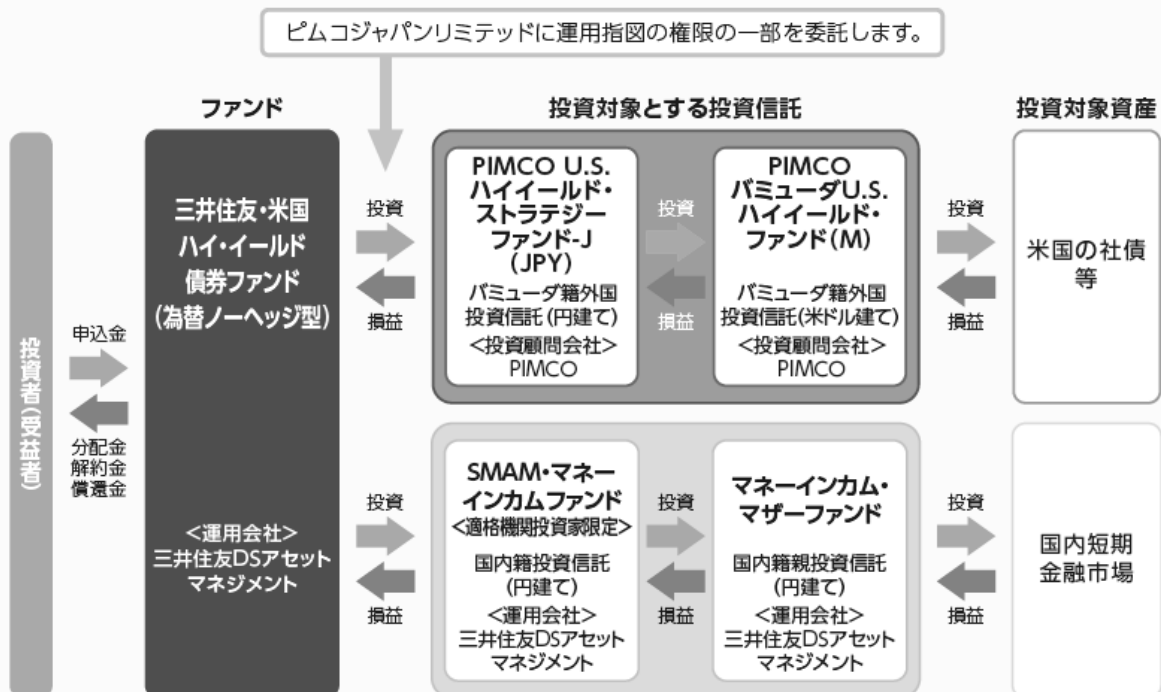 ピムコジャパンリミテッドに運用指図の権限の一部を委託します。
ファンド
投資対象とする投資信託
投資対象資産
投資者(受益者)
申込金
分配金
解約金
償還金
三井住友・米国
ハイ・イールド
債券ファンド
(為替ノーヘッジ型)
<運用会社>
三井住友DSアセット
マネジメント
投資
損益
PIMCO U.S.
ハイイールド・
ストラテジー
ファンド-J
(JPY)
バミューダ籍外国
投資信託(円建て)
<投資顧問会社>
PIMCO
投資
損益
PIMCO
バミューダU.S.
ハイイールド・
ファンド(M)
バミューダ籍外国
投資信託(米ドル建て)
<投資顧問会社>
PIMCO
投資
損益
米国の社債
等
投資
損益
SMAM・マネー
インカムファンド
<適格機関投資家限定>
国内籍投資信託
(円建て)
<運用会社>
三井住友DSアセット
マネジメント
投資
損益
マネーインカム・
マザーファンド
国内籍親投資信託
(円建て)
<運用会社>
三井住友DSアセット
マネジメント
投資
損益
国内短期
金融市場